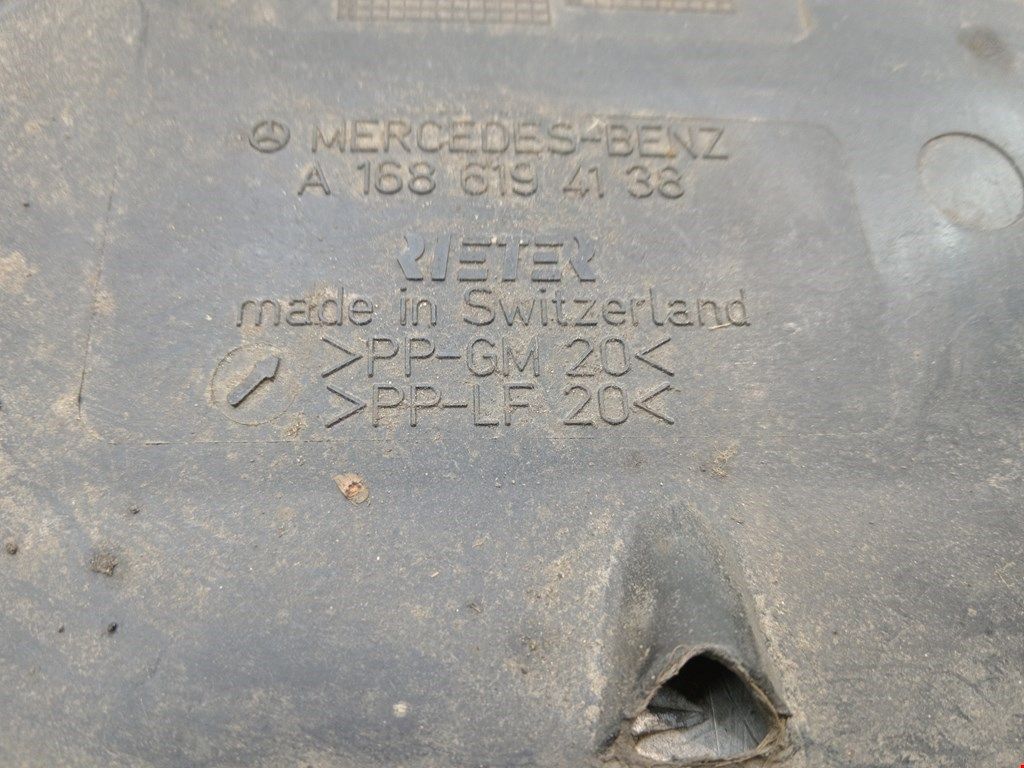 MERCEDES-BENZ
A 168 619 41 38
RIETER
made in Switzerland
>PP-GM 20<
>PP-LF 20<